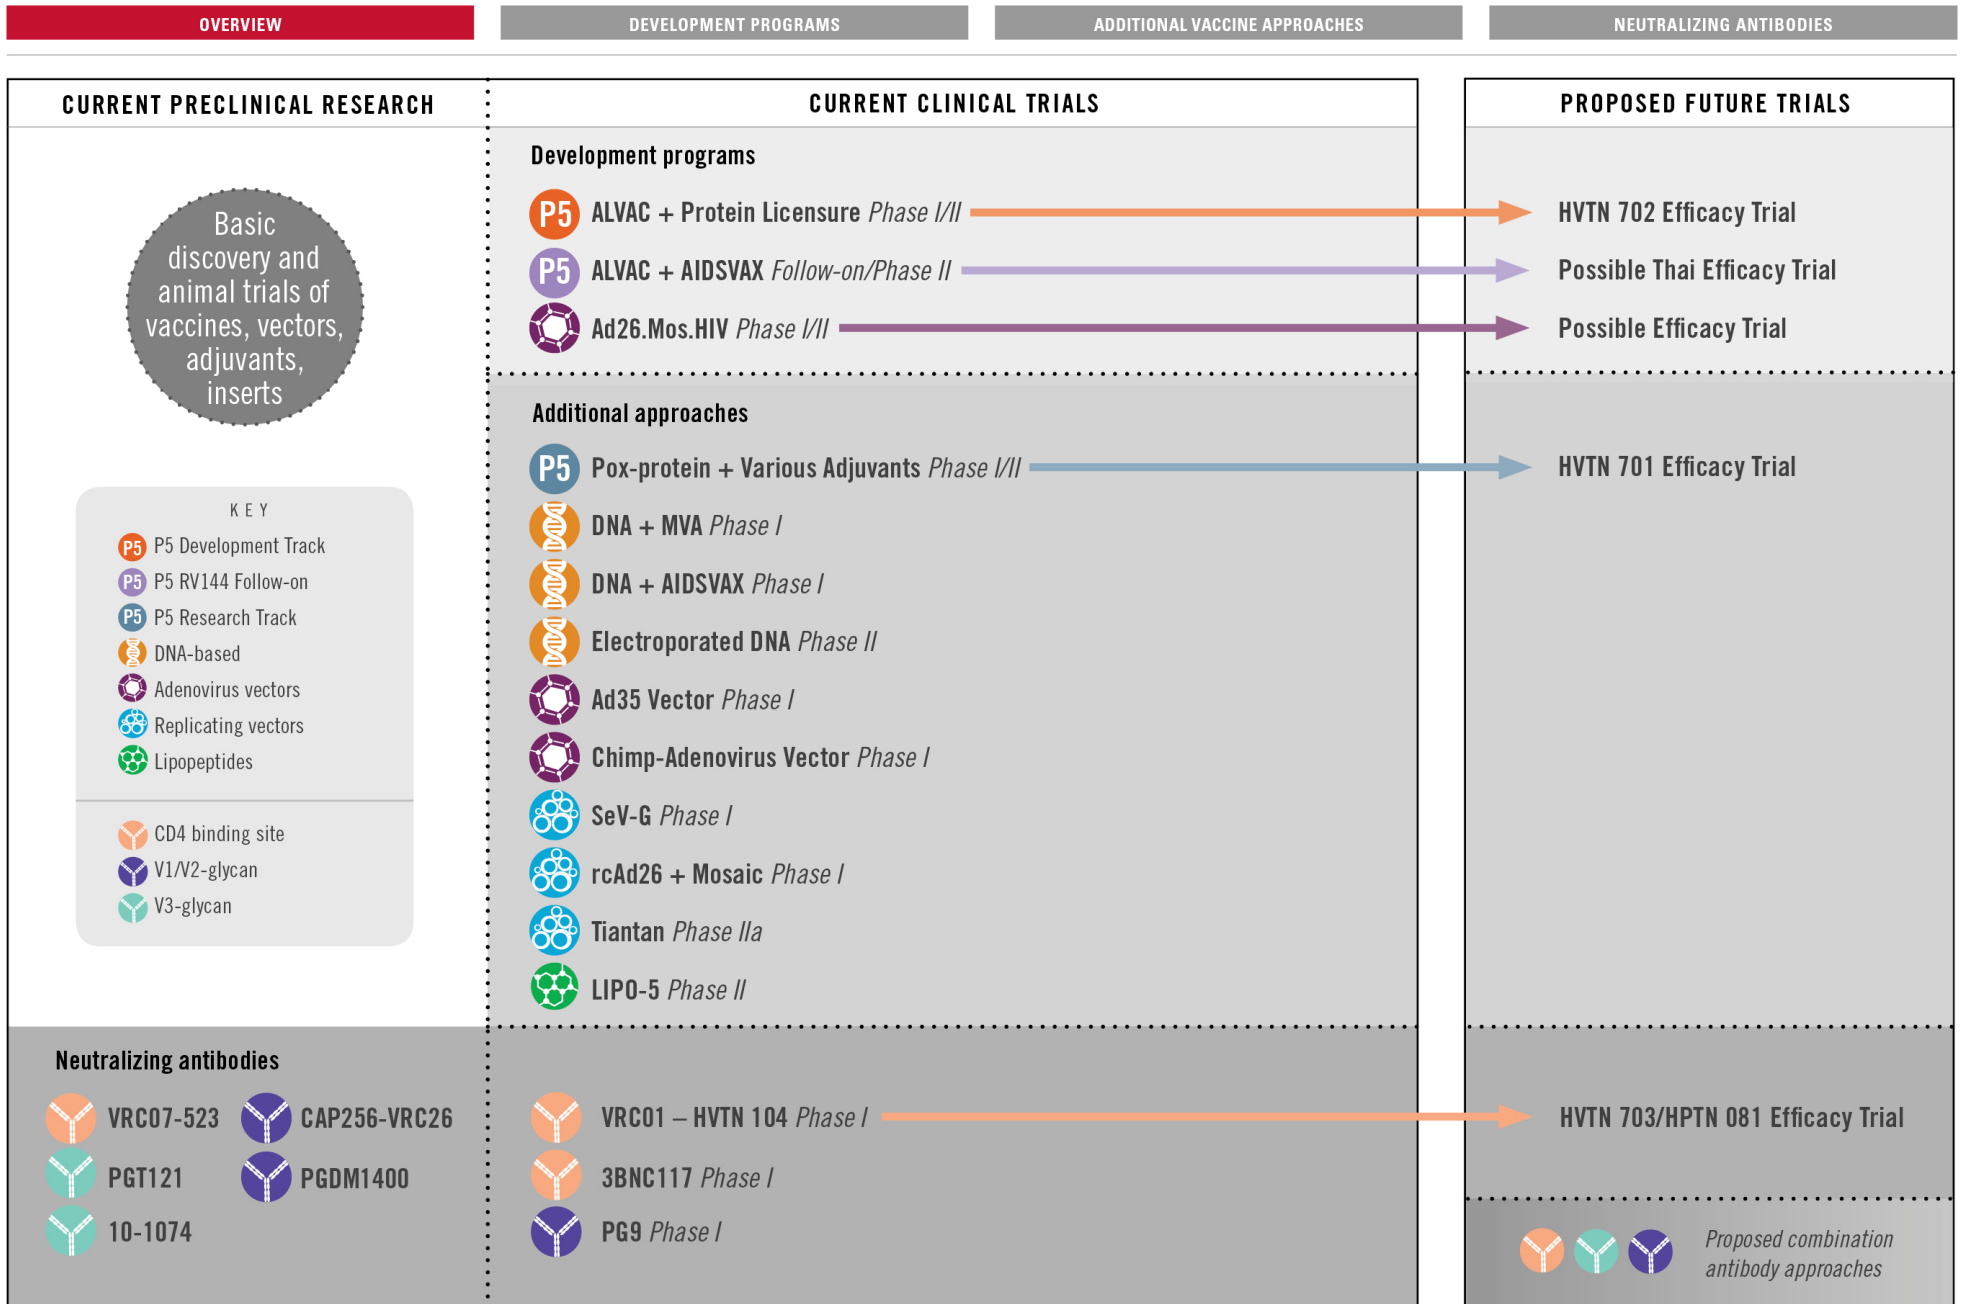 OVERVIEW
DEVELOPMENT PROGRAMS
ADDITIONAL VACCINE APPROACHES
NEUTRALIZING ANTIBODIES
CURRENT PRECLINICAL RESEARCH
Basic
discovery and
animal trials of
vaccines, vectors,
adjuvants,
inserts
KEY
P5 P5 Development Track
P5 P5 RV144 Follow-on
P5 P5 Research Track
DNA-based
Adenovirus vectors
Replicating vectors
Lipopeptides
CD4 binding site
V1/V2-glycan
V3-glycan
CURRENT CLINICAL TRIALS
Development programs
P5 ALVAC + Protein Licensure Phase I/II
P5 ALVAC + AIDSVAX Follow-on/Phase II
Ad26.Mos.HIV Phase I/II
Additional approaches
P5 Pox-protein + Various Adjuvants Phase I/II
DNA + MVA Phase I
DNA + AIDSVAX Phase I
Electroporated DNA Phase II
Ad35 Vector Phase I
Chimp-Adenovirus Vector Phase I
SeV-G Phase I
rcAd26 + Mosaic Phase I
Tiantan Phase IIa
LIPO-5 Phase II
PROPOSED FUTURE TRIALS
HVTN 702 Efficacy Trial
Possible Thai Efficacy Trial
Possible Efficacy Trial
HVTN 701 Efficacy Trial
Neutralizing antibodies
VRC07-523
CAP256-VRC26
PGT121
PGDM1400
10-1074
VRC01 – HVTN 104 Phase I
3BNC117 Phase I
PG9 Phase I
HVTN 703/HPTN 081 Efficacy Trial
Proposed combination
antibody approaches